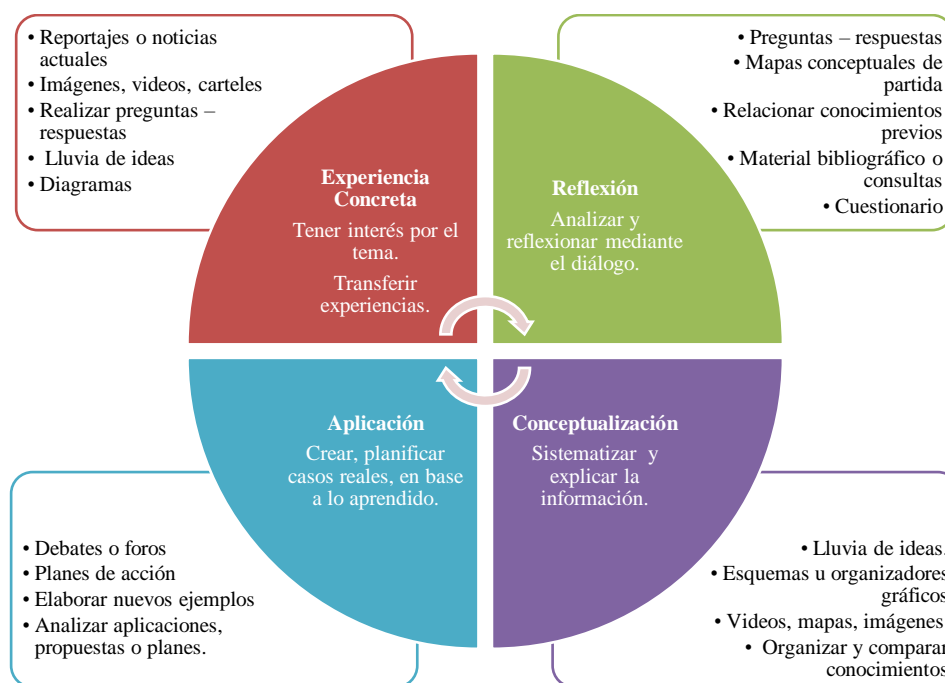 • Reportajes o noticias
actuales
• Imágenes, videos, carteles
• Realizar preguntas –
respuestas
• Lluvia de ideas
• Diagramas
• Preguntas – respuestas
• Mapas conceptuales de
partida
• Relacionar conocimientos
previos
• Material bibliográfico o
consultas
• Cuestionario
Experiencia
Concreta
Tener interés por el
tema.
Transferir
experiencias.
Reflexión
Analizar y
reflexionar mediante
el diálogo.
Aplicación
Crear, planificar
casos reales, en base
a lo aprendido.
Conceptualización
Sistematizar y
explicar la
información.
• Debates o foros
• Planes de acción
• Elaborar nuevos ejemplos
• Analizar aplicaciones,
propuestas o planes.
• Lluvia de ideas.
• Esquemas u organizadores
gráficos
• Videos, mapas, imágenes
• Organizar y comparar
conocimientos